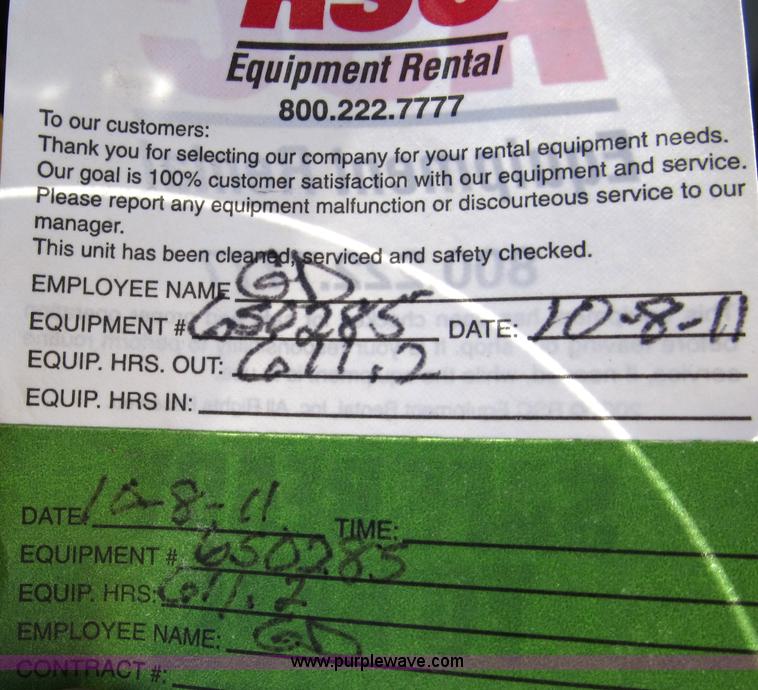 RSC
Equipment Rental
800.222.7777
To our customers:
Thank you for selecting our company for your rental equipment needs.
Our goal is 100% customer satisfaction with our equipment and service.
Please report any equipment malfunction or discourteous service to our
manager.
This unit has been cleaned, serviced and safety checked.
EMPLOYEE NAME GD
EQUIPMENT # 650285 DATE: 10-8-11
EQUIP. HRS. OUT: 611.2
EQUIP. HRS IN:
DATE: 10-8-11 TIME:
EQUIPMENT # 650285
EQUIP. HRS: 611.2
EMPLOYEE NAME: GD
CONTRACT #:
www.purplewave.com